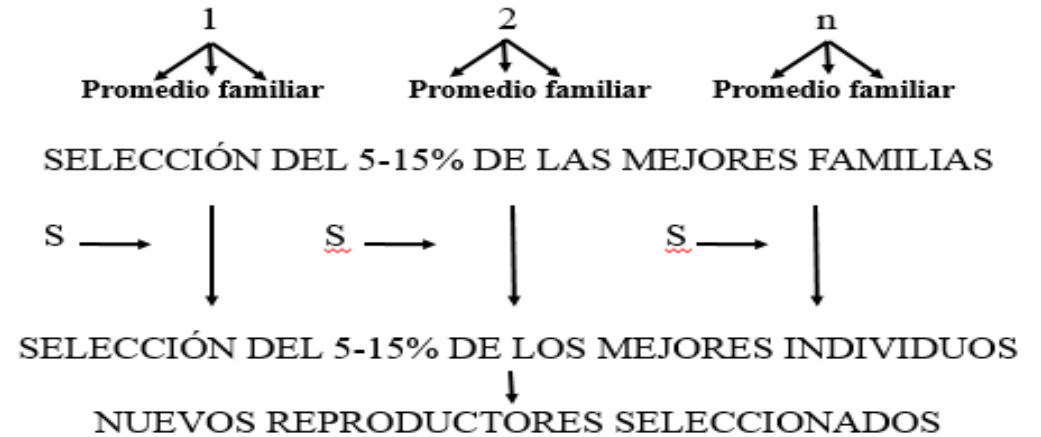 1 2 n
Promedio familiar Promedio familiar Promedio familiar
SELECCIÓN DEL 5-15% DE LAS MEJORES FAMILIAS
S S S
SELECCIÓN DEL 5-15% DE LOS MEJORES INDIVIDUOS
NUEVOS REPRODUCTORES SELECCIONADOS